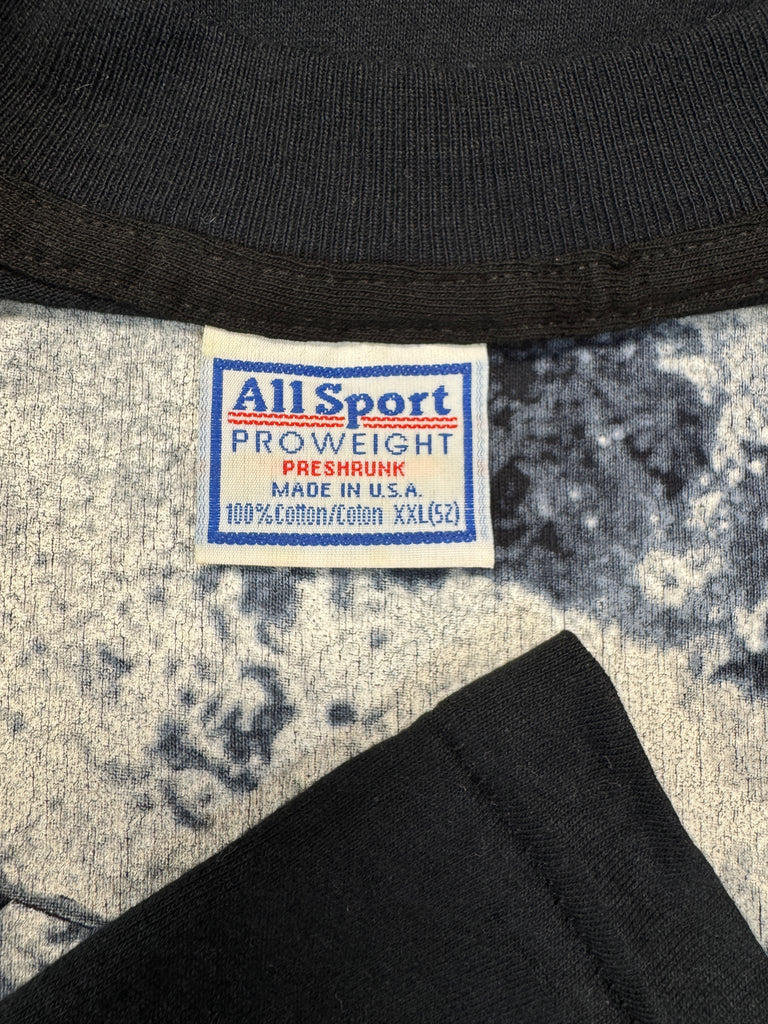 All Sport
PROWEIGHT
PRESHRUNK
MADE IN U.S.A.
100% Cotton/Coton XXL(52)